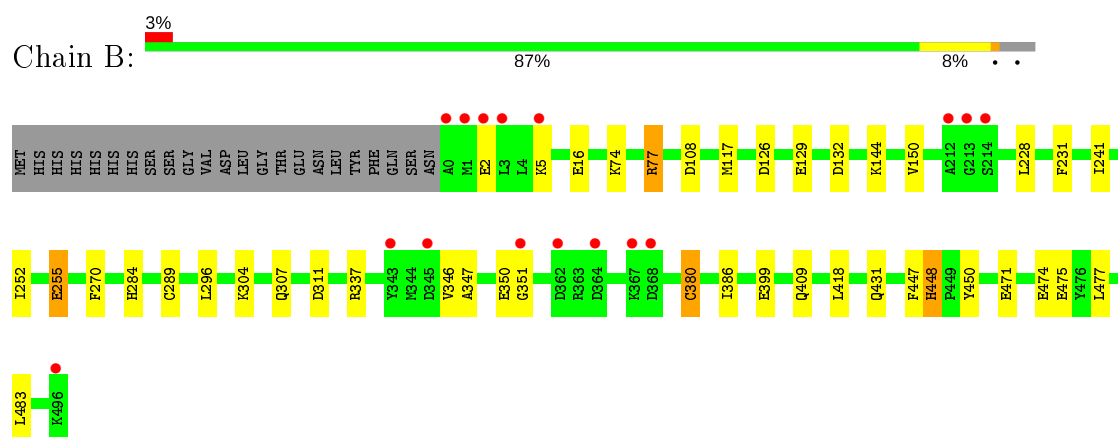 3%
Chain B:
87% 8% • •
MET HIS HIS HIS HIS HIS HIS SER SER GLY VAL ASP LEU GLY THR GLU ASN LEU TYR PHE GLN SER ASN A0 M1 E2 L3 L4 K5 E16 K74 R77 D108 M117 D126 E129 D132 K144 V150 A212 G213 S214 L228 F231 I241
I252 E255 F270 H284 C289 L296 K304 Q307 D311 R337 Y343 M344 D345 V346 A347 E350 G351 D362 R363 D364 K367 D368 C380 I386 E399 Q409 L418 Q431 F447 H448 P449 Y450 E471 E474 E475 Y476 L477
L483 K496